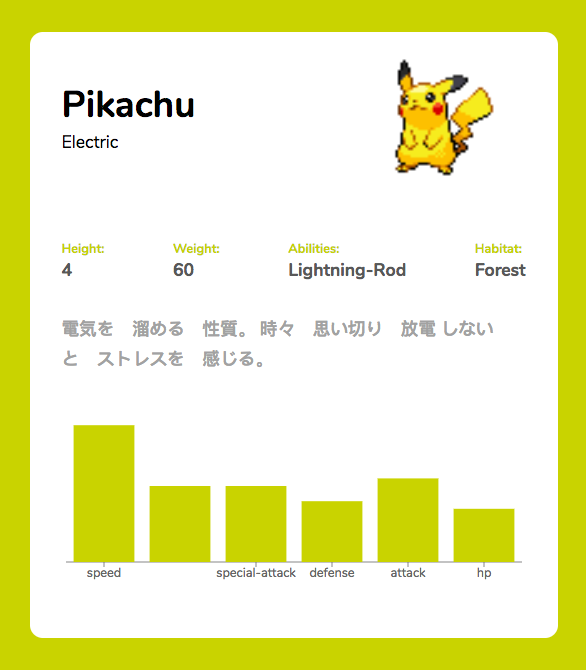 Pikachu
Electric
Height: Weight: Abilities: Habitat:
4 60 Lightning-Rod Forest
電気を　溜める　性質。 時々　思い切り　放電 しない
と　ストレスを　感じる。
speed special-attack defense attack hp